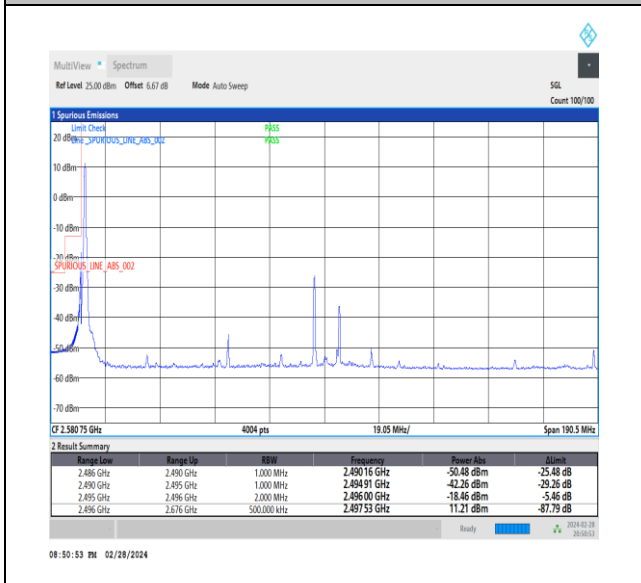 MultiView Spectrum
Ref Level 25.00 dBm Offset 6.67 dB Mode Auto Sweep SGL
Count 100/100
1 Spurious Emissions
Limit Check PASS
20 dBm Line _SPURIOUS_LINE_ABS_002 PASS
10 dBm
0 dBm
-10 dBm
-20 dBm
_SPURIOUS_LINE_ABS_002
-30 dBm
-40 dBm
-50 dBm
-60 dBm
-70 dBm
CF 2.580 75 GHz 4004 pts 19.05 MHz/ Span 190.5 MHz
2 Result Summary
Range Low Range Up RBW Frequency Power Abs ΔLimit
2.486 GHz 2.490 GHz 1.000 MHz 2.490 16 GHz -50.48 dBm -25.48 dB
2.490 GHz 2.495 GHz 1.000 MHz 2.494 91 GHz -42.26 dBm -29.26 dB
2.495 GHz 2.496 GHz 2.000 MHz 2.496 00 GHz -18.46 dBm -5.46 dB
2.496 GHz 2.676 GHz 500.000 kHz 2.497 53 GHz 11.21 dBm -87.79 dB
Ready 2024-02-28
20:50:53
08:50:53 PM 02/28/2024